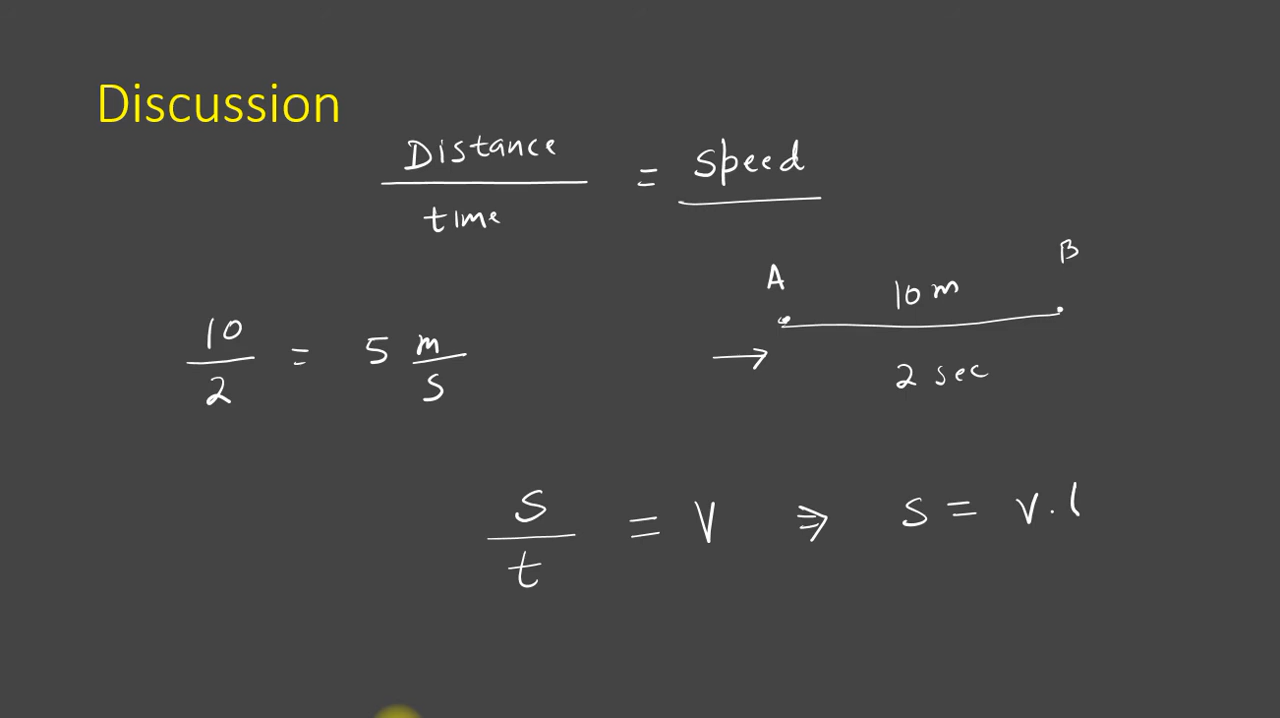 Discussion
Distance
time
= Speed
A
B
10 m
2 sec
10
2
= 5 m
s
s
t
= V ⇒ s = v.